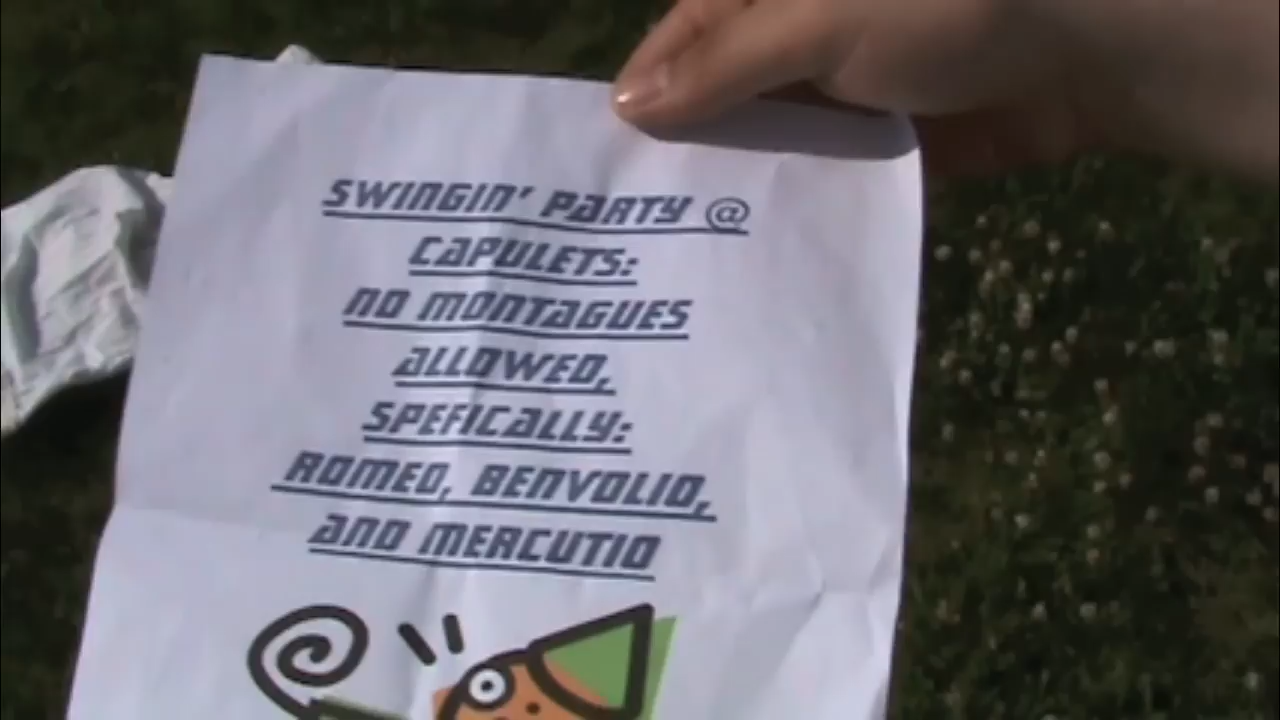 SWINGIN' PARTY @
CAPULETS:
NO MONTAGUES
ALLOWED,
SPEFICALLY:
ROMEO, BENVOLIO,
AND MERCUTIO